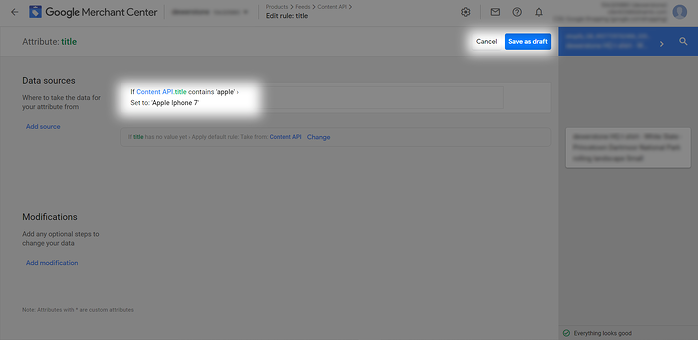 Google Merchant Center
Products > Feeds > Content API >
Edit rule: title
Attribute: title
Cancel
Save as draft
Data sources
Where to take the data for
your attribute from
Add source
If Content API.title contains 'apple' ›
Set to: 'Apple Iphone 7'
If title has no value yet › Apply default rule: Take from: Content API
Change
Modifications
Add any optional steps to
change your data
Add modification
Note: Attributes with * are custom attributes
Everything looks good